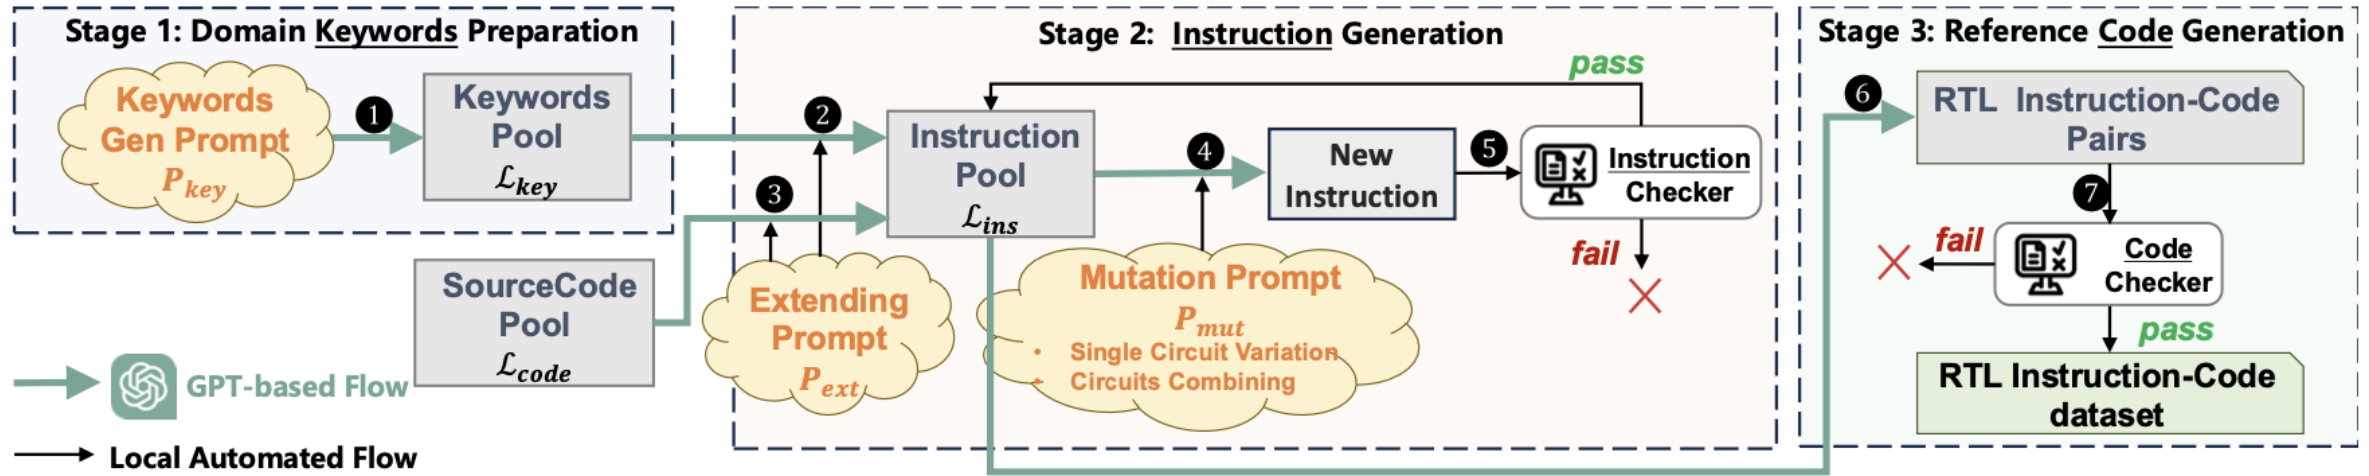 Stage 1: Domain Keywords Preparation
Keywords
Gen Prompt
P_key
1
Keywords
Pool
ℒ_key
SourceCode
Pool
ℒ_code
GPT-based Flow
Local Automated Flow
Stage 2: Instruction Generation
2
3
Extending
Prompt
P_ext
Instruction
Pool
ℒ_ins
4
Mutation Prompt
P_mut
• Single Circuit Variation
• Circuits Combining
New
Instruction
5
Instruction
Checker
pass
fail
Stage 3: Reference Code Generation
6
RTL Instruction-Code
Pairs
7
Code
Checker
fail
pass
RTL Instruction-Code
dataset